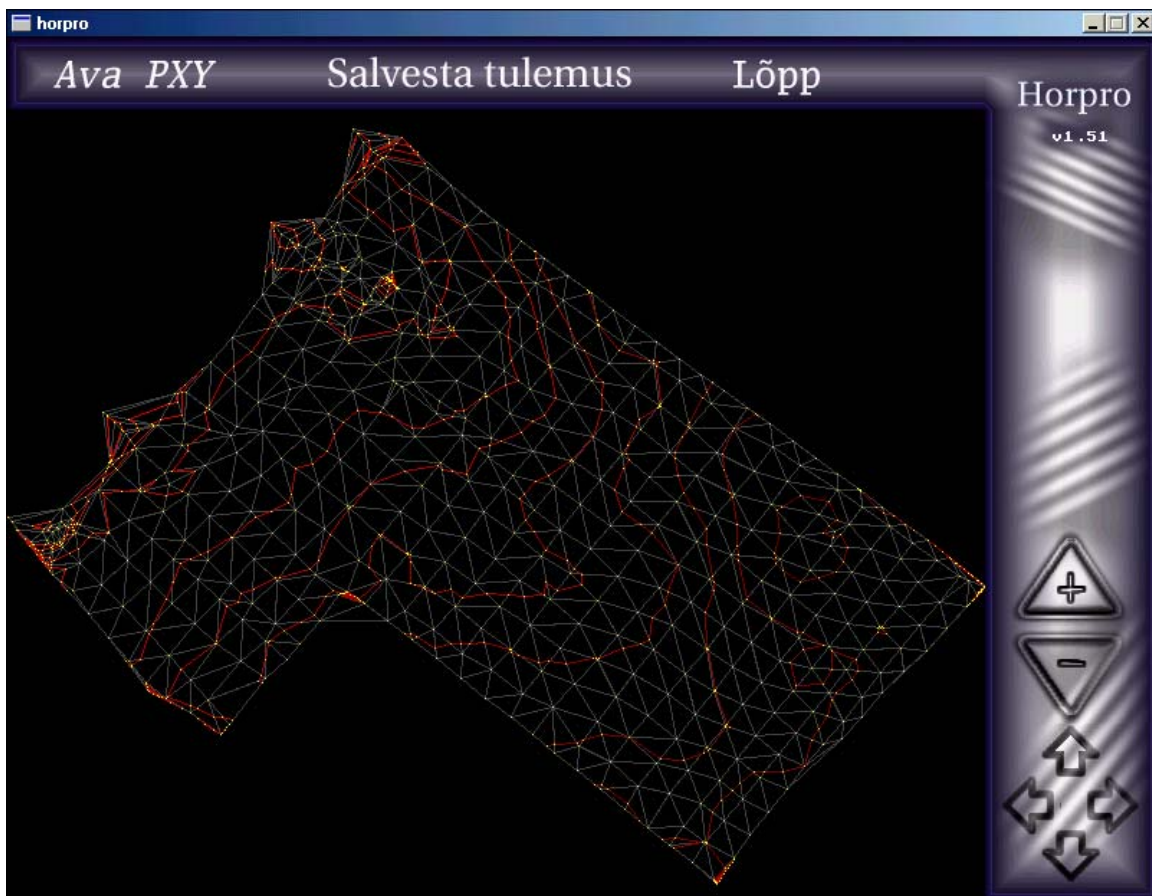 horpro
Ava PXY Salvesta tulemus Lõpp
Horpro
v1.51
+
-